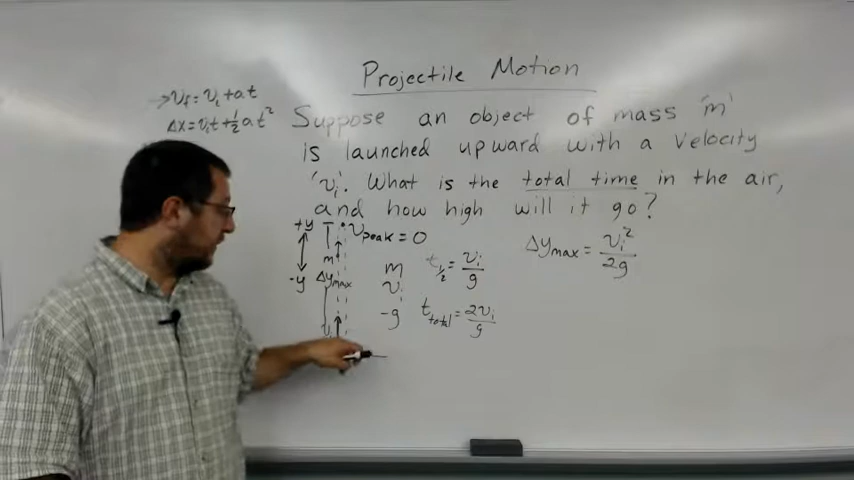 Projectile Motion
→ v_f = v_i + at
Δx = v_i t + ½ a t²
Suppose an object of mass 'm'
is launched upward with a velocity
'v_i'. What is the total time in the air,
and how high will it go?
+y
v_peak = 0
m
-y
Δy_max
v_i
m
v_i
-g
t_½ = v_i/g
t_total = 2v_i/g
Δy_max = v_i²/2g